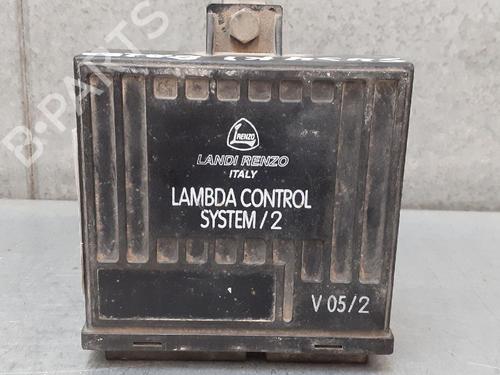 RENZO
LANDI RENZO
ITALY
LAMBDA CONTROL
SYSTEM/2
V 05/2
B-PARTS